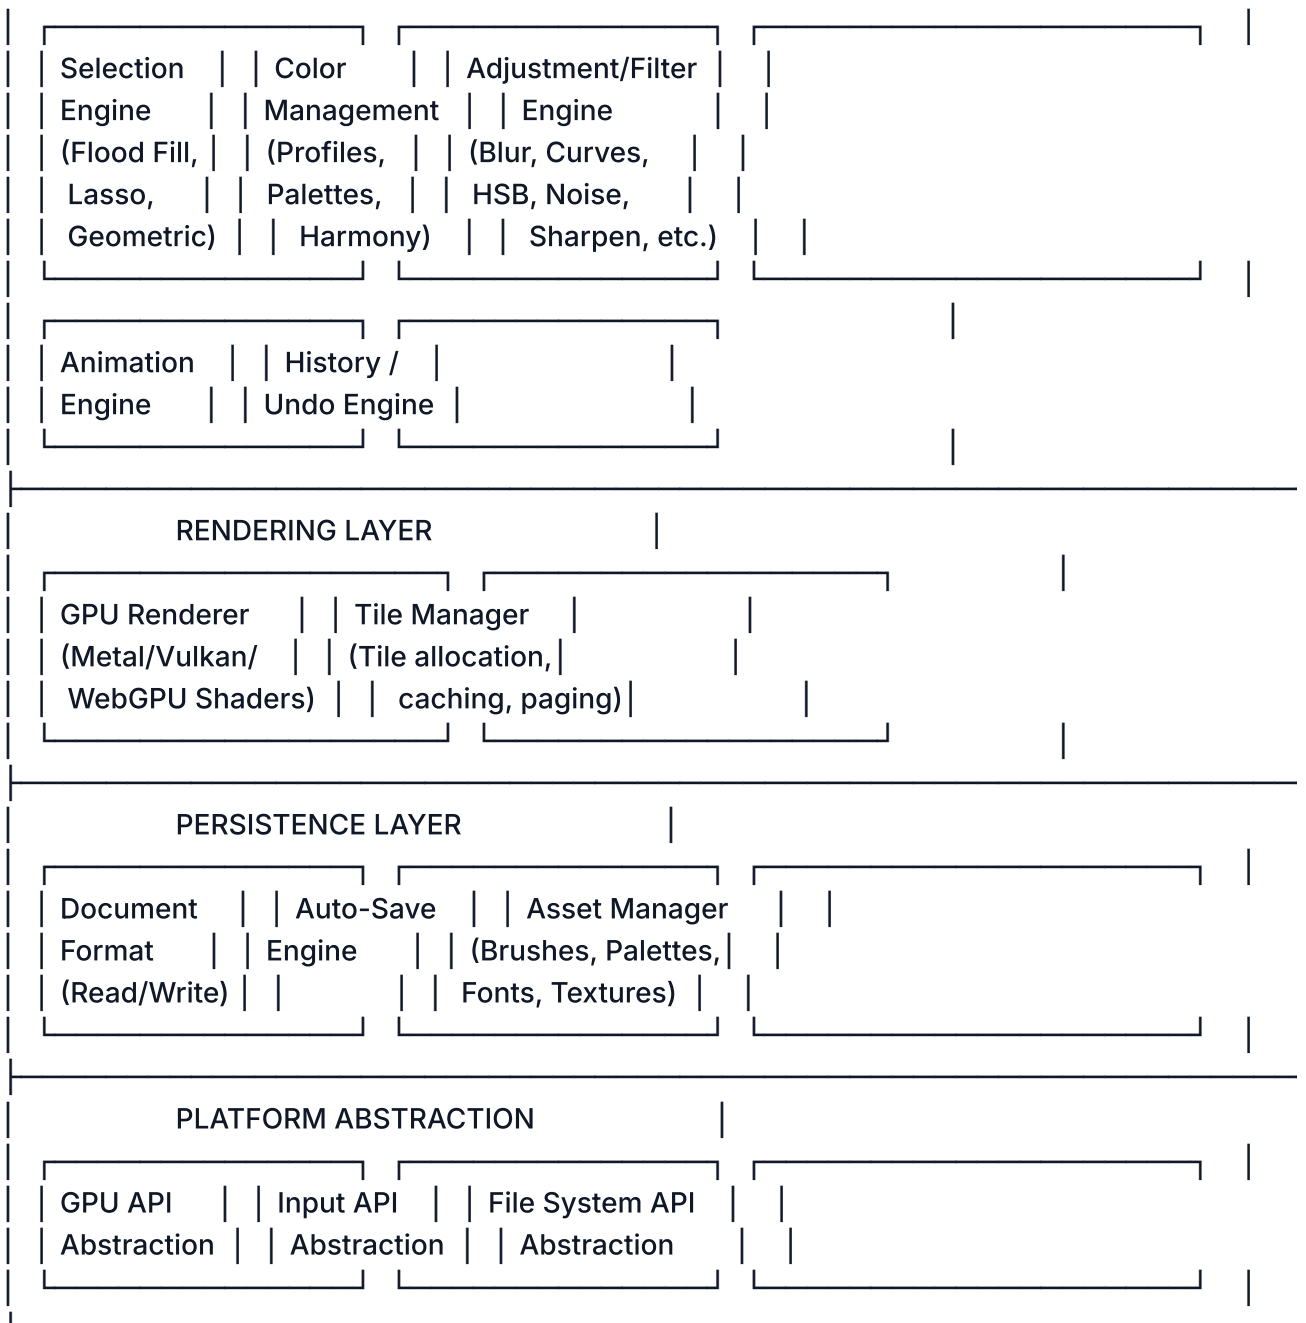 Selection Color Adjustment/Filter
Engine Management Engine
(Flood Fill, (Profiles, (Blur, Curves,
Lasso, Palettes, HSB, Noise,
Geometric) Harmony) Sharpen, etc.)
Animation History /
Engine Undo Engine
RENDERING LAYER
GPU Renderer Tile Manager
(Metal/Vulkan/ (Tile allocation,
WebGPU Shaders) caching, paging)
PERSISTENCE LAYER
Document Auto-Save Asset Manager
Format Engine (Brushes, Palettes,
(Read/Write) Fonts, Textures)
PLATFORM ABSTRACTION
GPU API Input API File System API
Abstraction Abstraction Abstraction